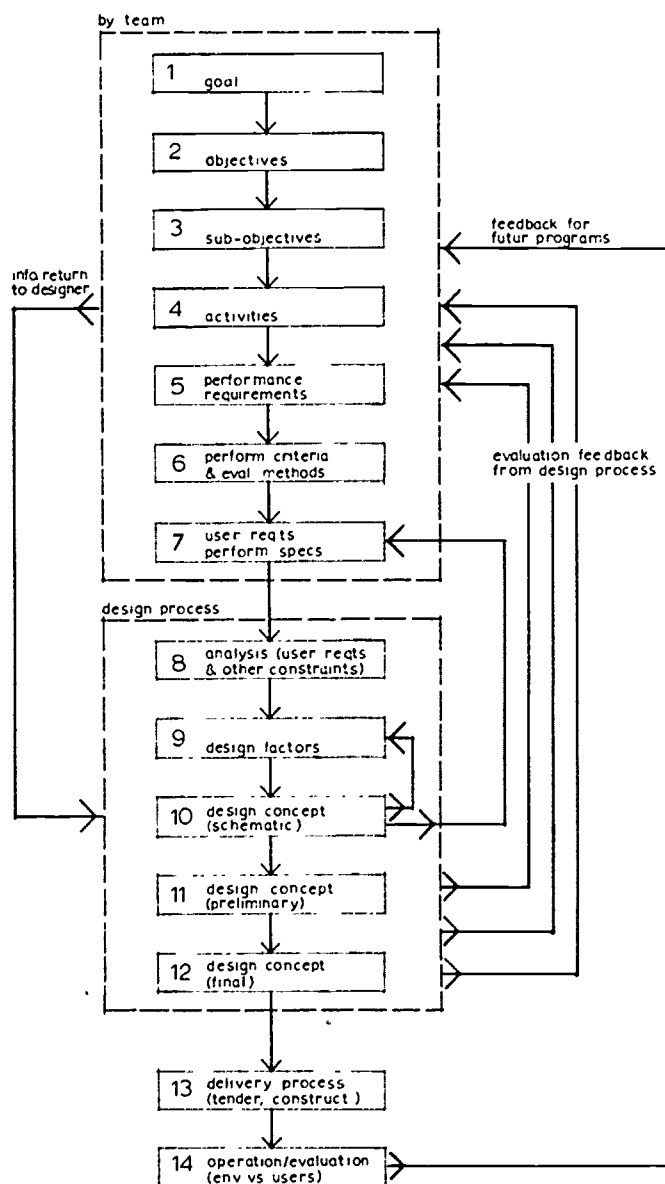 by team
1 goal
2 objectives
3 sub-objectives
feedback for
futur programs
info return
to designer
4 activities
5 performance
requirements
evaluation feedback
from design process
6 perform criteria
& eval methods
7 user reqts
perform specs
design process
8 analysis (user reqts
& other constraints)
9 design factors
10 design concept
(schematic)
11 design concept
(preliminary)
12 design concept
(final)
13 delivery process
(tender, construct)
14 operation/evaluation
(env vs users)